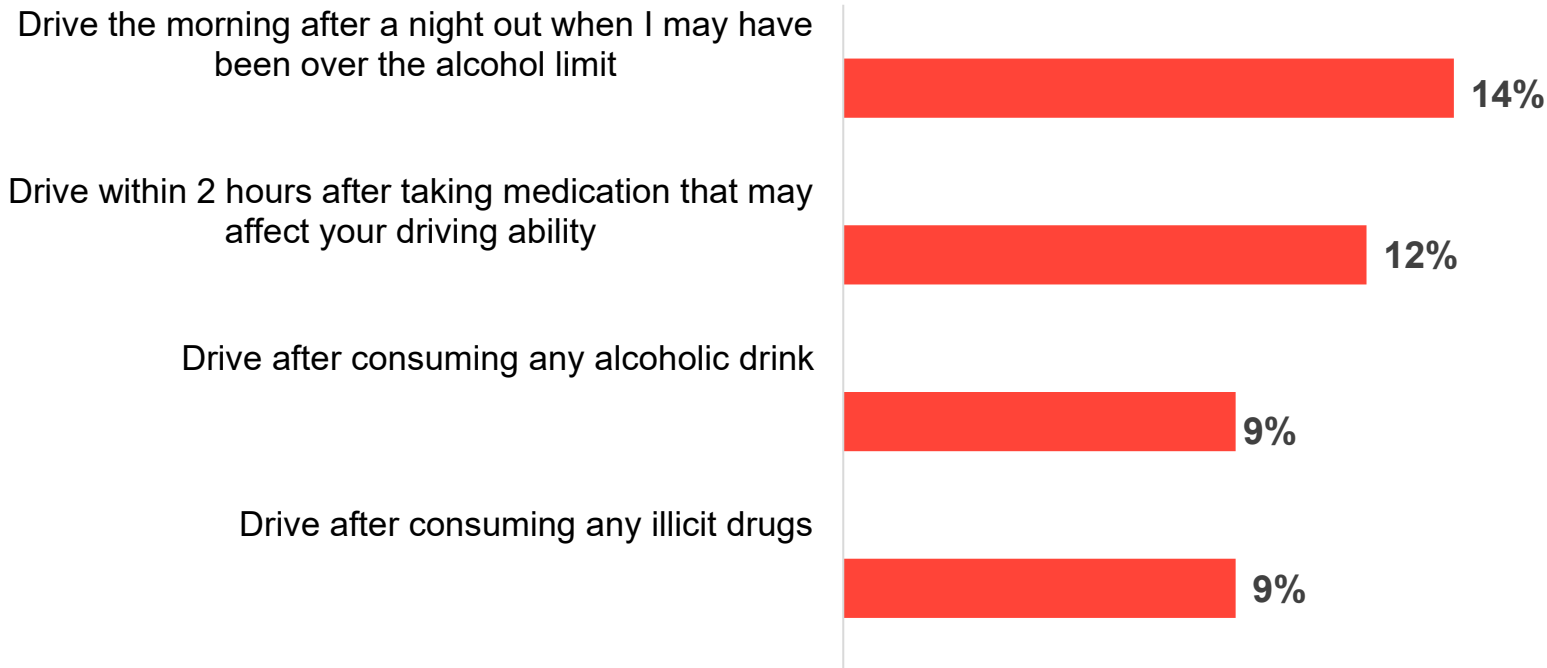 Drive the morning after a night out when I may have
been over the alcohol limit
14%
Drive within 2 hours after taking medication that may
affect your driving ability
12%
Drive after consuming any alcoholic drink
9%
Drive after consuming any illicit drugs
9%